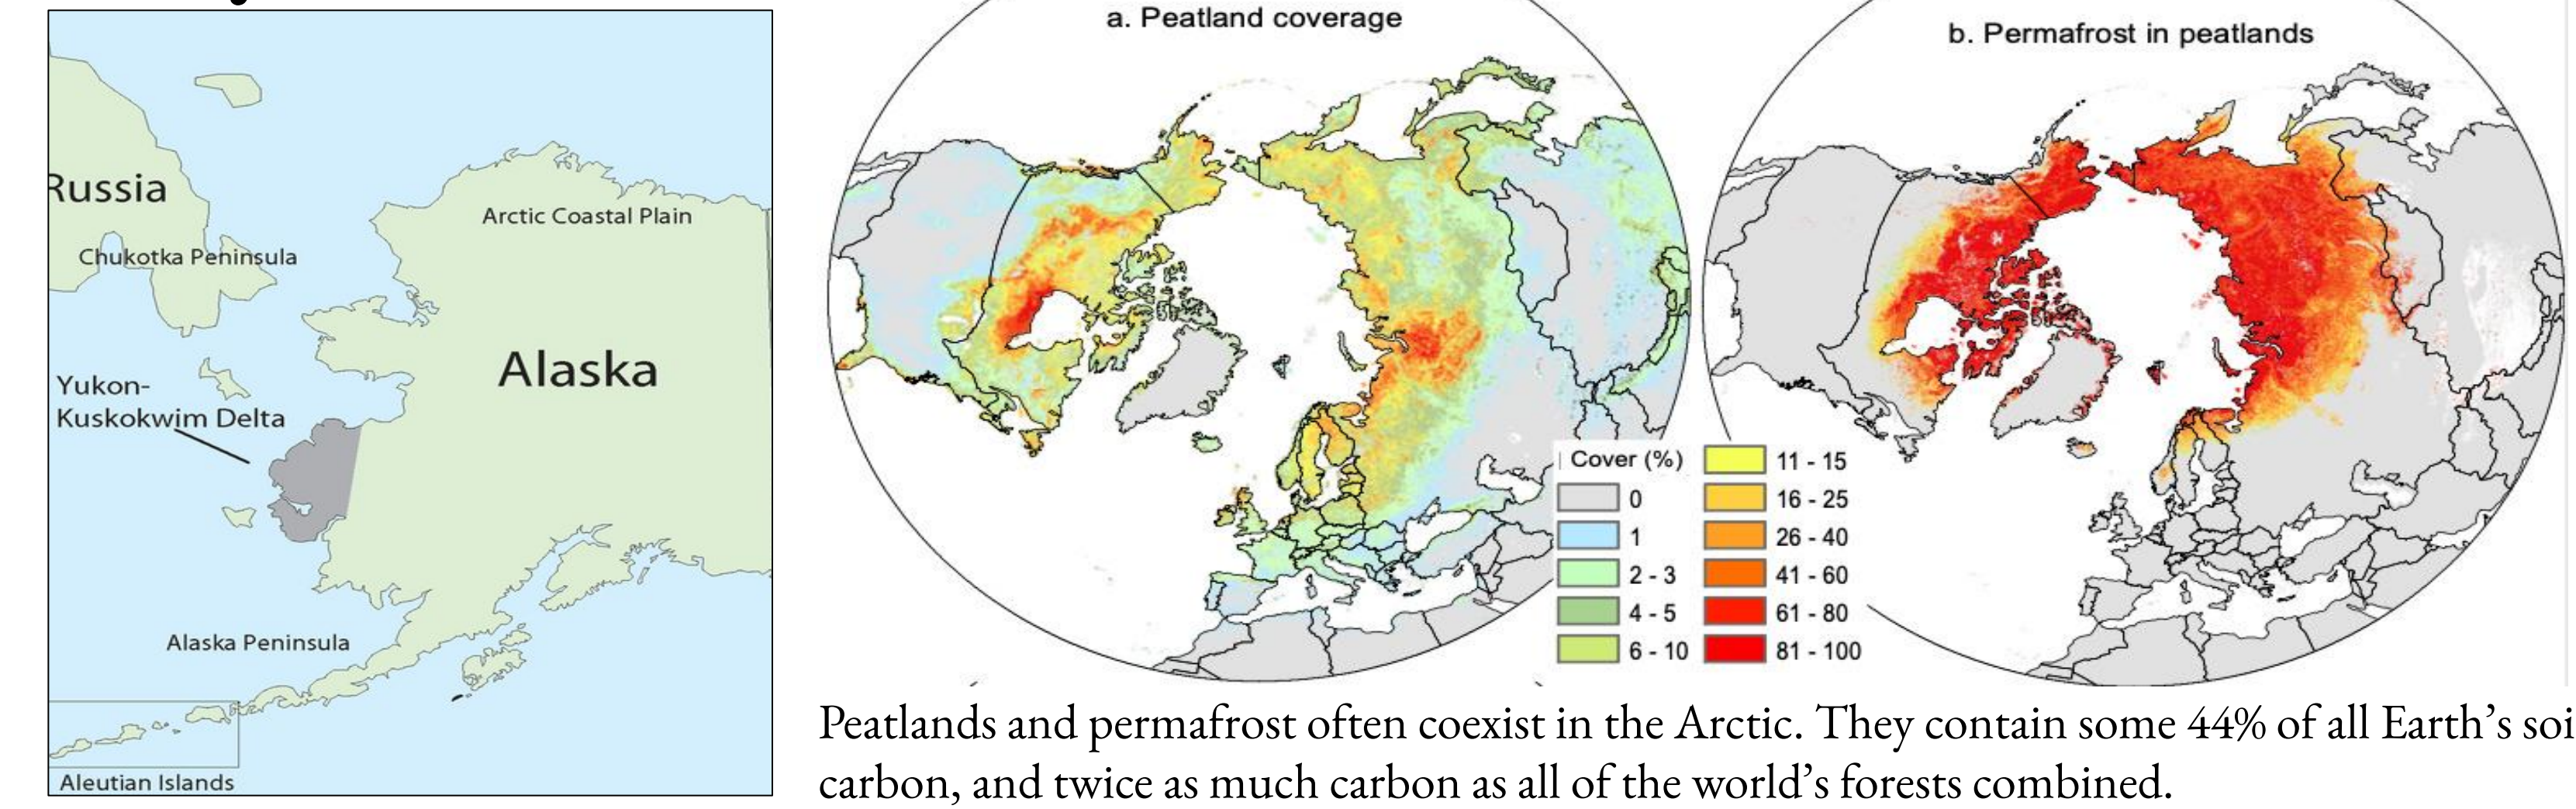 Russia
Chukotka Peninsula
Arctic Coastal Plain
Alaska
Yukon-
Kuskokwim Delta
Alaska Peninsula
Aleutian Islands
a. Peatland coverage
b. Permafrost in peatlands
Cover (%)
0
1
2 - 3
4 - 5
6 - 10
11 - 15
16 - 25
26 - 40
41 - 60
61 - 80
81 - 100
Peatlands and permafrost often coexist in the Arctic. They contain some 44% of all Earth’s soi
carbon, and twice as much carbon as all of the world’s forests combined.